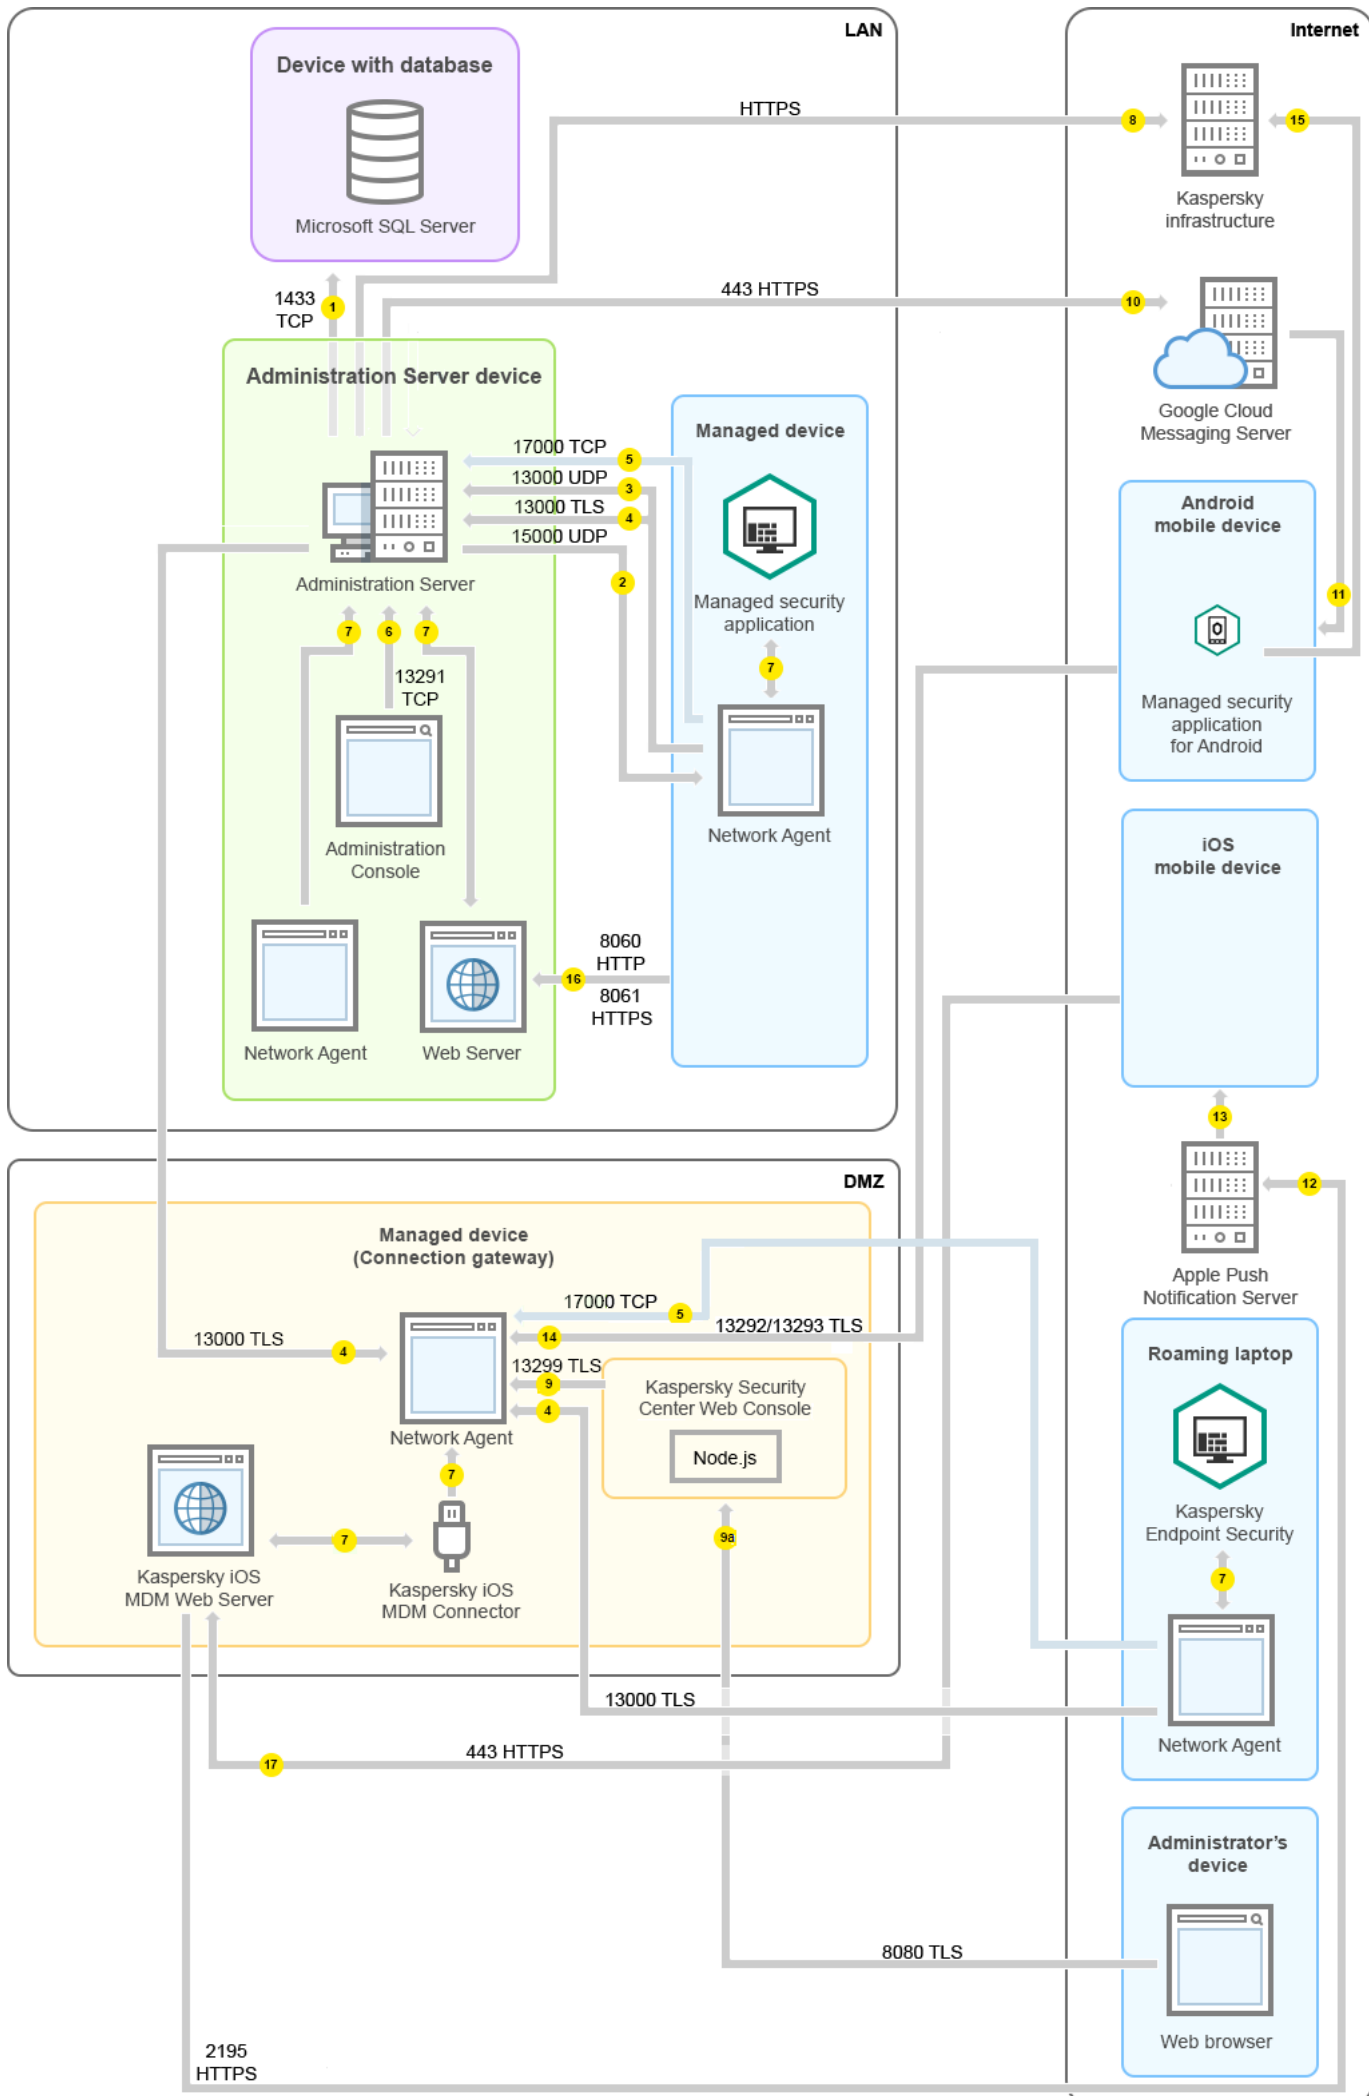 LAN
Internet
Device with database
Microsoft SQL Server
HTTPS
8
15
Kaspersky
infrastructure
1433
TCP
1
443 HTTPS
10
Google Cloud
Messaging Server
Administration Server device
Administration Server
17000 TCP
5
13000 UDP
3
13000 TLS
4
15000 UDP
2
Managed device
Managed security
application
7
Network Agent
Android
mobile device
11
Managed security
application
for Android
7
6
7
13291
TCP
Administration
Console
Network Agent
Web Server
8060
HTTP
16
8061
HTTPS
iOS
mobile device
13
12
Apple Push
Notification Server
DMZ
Managed device
(Connection gateway)
17000 TCP
5
13292/13293 TLS
14
13000 TLS
4
13299 TLS
9
4
Network Agent
Kaspersky Security
Center Web Console
Node.js
7
7
9a
Kaspersky iOS
MDM Web Server
Kaspersky iOS
MDM Connector
Roaming laptop
Kaspersky
Endpoint Security
7
Network Agent
13000 TLS
443 HTTPS
17
Administrator's
device
Web browser
8080 TLS
2195
HTTPS